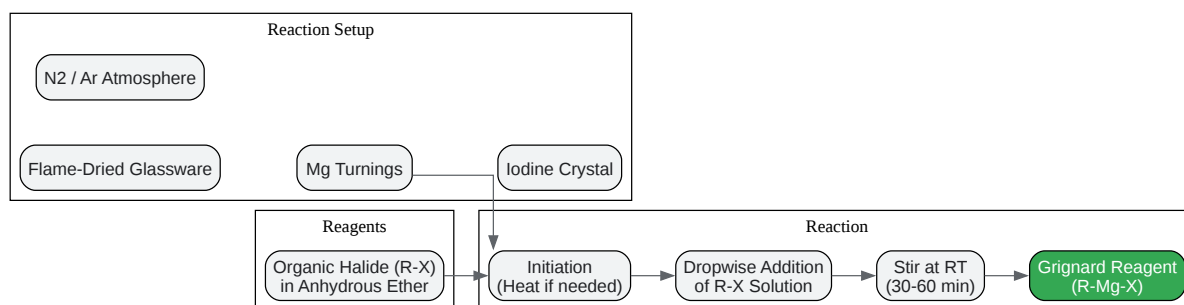 Reaction Setup
N2 / Ar Atmosphere
Flame-Dried Glassware
Mg Turnings
Iodine Crystal
Reagents
Organic Halide (R-X)
in Anhydrous Ether
Reaction
Initiation
(Heat if needed)
Dropwise Addition
of R-X Solution
Stir at RT
(30-60 min)
Grignard Reagent
(R-Mg-X)